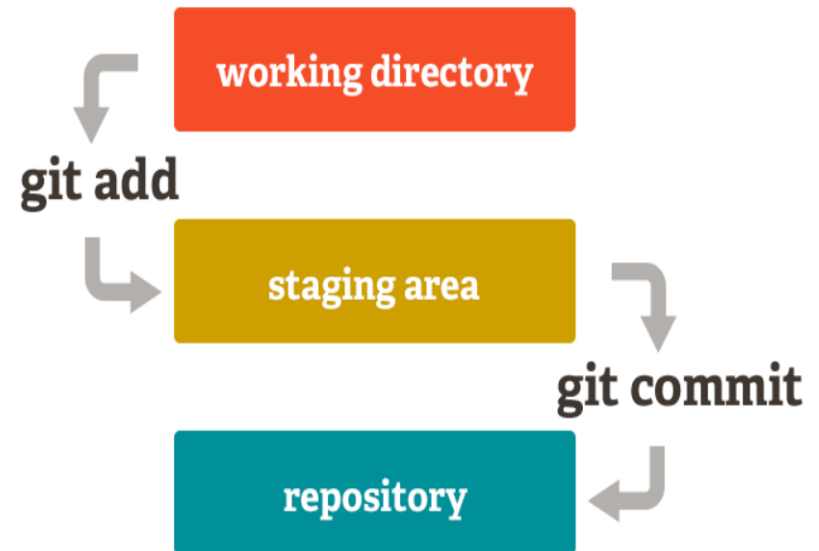 working directory
git add
staging area
git commit
repository